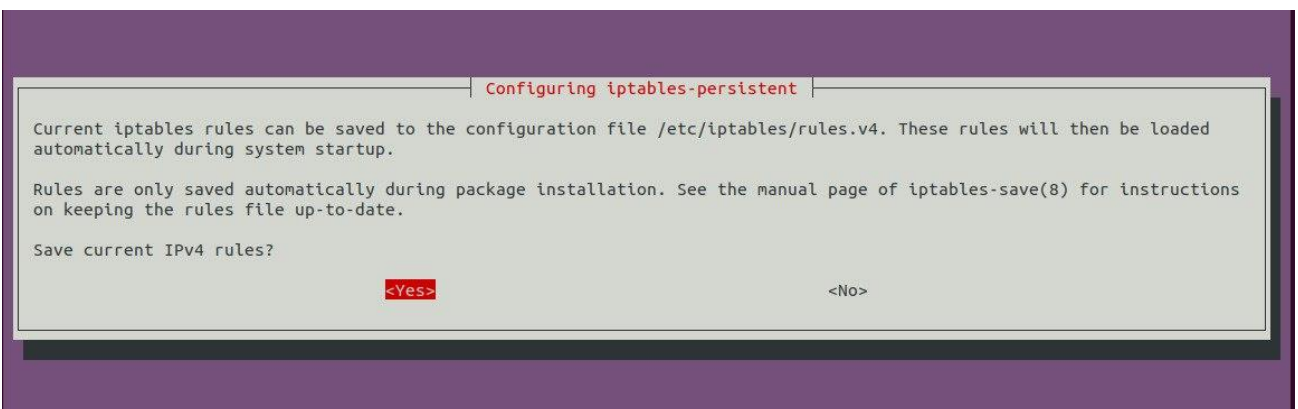 Configuring iptables-persistent
Current iptables rules can be saved to the configuration file /etc/iptables/rules.v4. These rules will then be loaded
automatically during system startup.
Rules are only saved automatically during package installation. See the manual page of iptables-save(8) for instructions
on keeping the rules file up-to-date.
Save current IPv4 rules?
<Yes> <No>